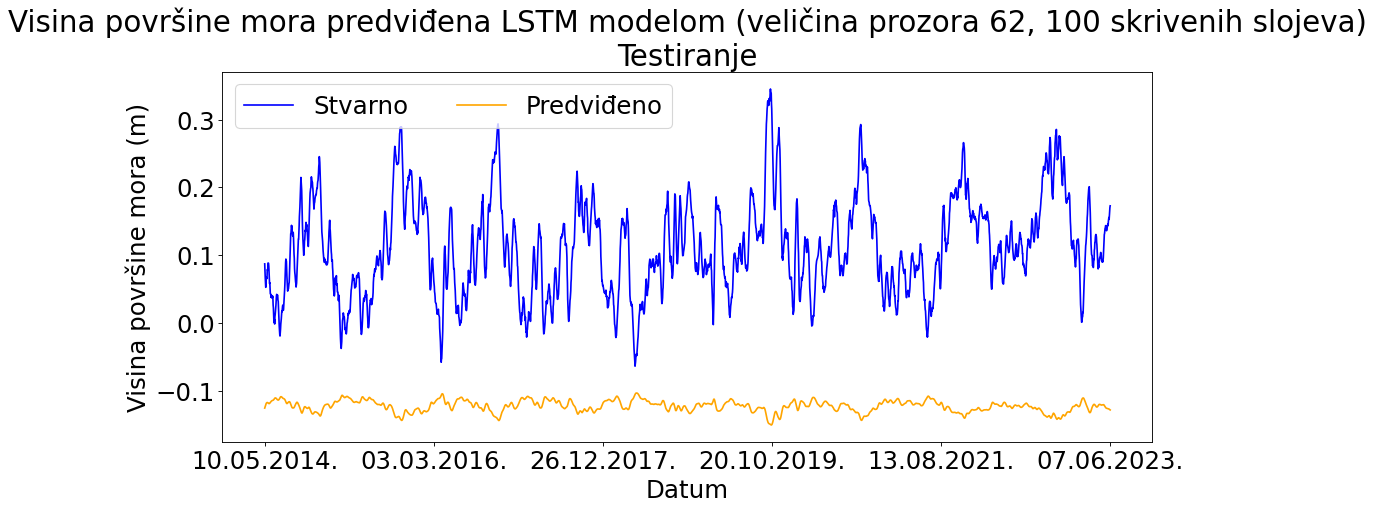 Visina površine mora predviđena LSTM modelom (veličina prozora 62, 100 skrivenih slojeva)
Testiranje
Stvarno
Predviđeno
Visina površine mora (m)
0.3
0.2
0.1
0.0
−0.1
10.05.2014.
03.03.2016.
26.12.2017.
20.10.2019.
13.08.2021.
07.06.2023.
Datum